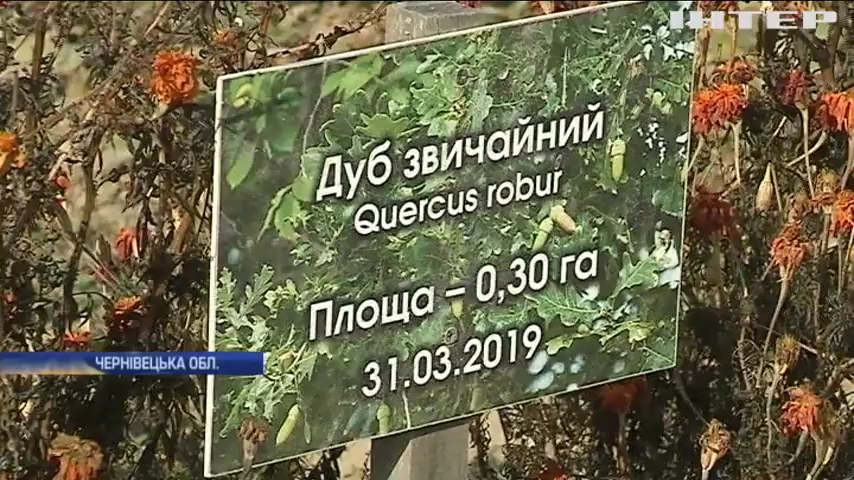 ІНТЕР
Дуб звичайний
Quercus robur
Площа – 0,30 га
31.03.2019
ЧЕРНІВЕЦЬКА ОБЛ.